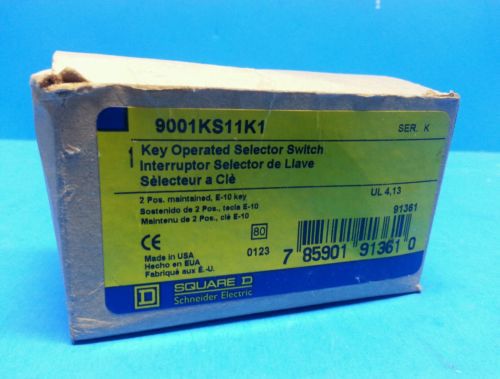 9001KS11K1
SER. K
1 Key Operated Selector Switch
Interruptor Selector de Llave
Sélecteur a Clè
2 Pos. maintained, E-10 key
Sostenido de 2 Pos., tecla E-10
Maintenu de 2 Pos., clè E-10
UL 4,13
91361
CE
Made in USA
Hecho en EUA
Fabriqué aux É.-U.
80
0123
7 85901 91361 0
D SQUARE D
Schneider Electric